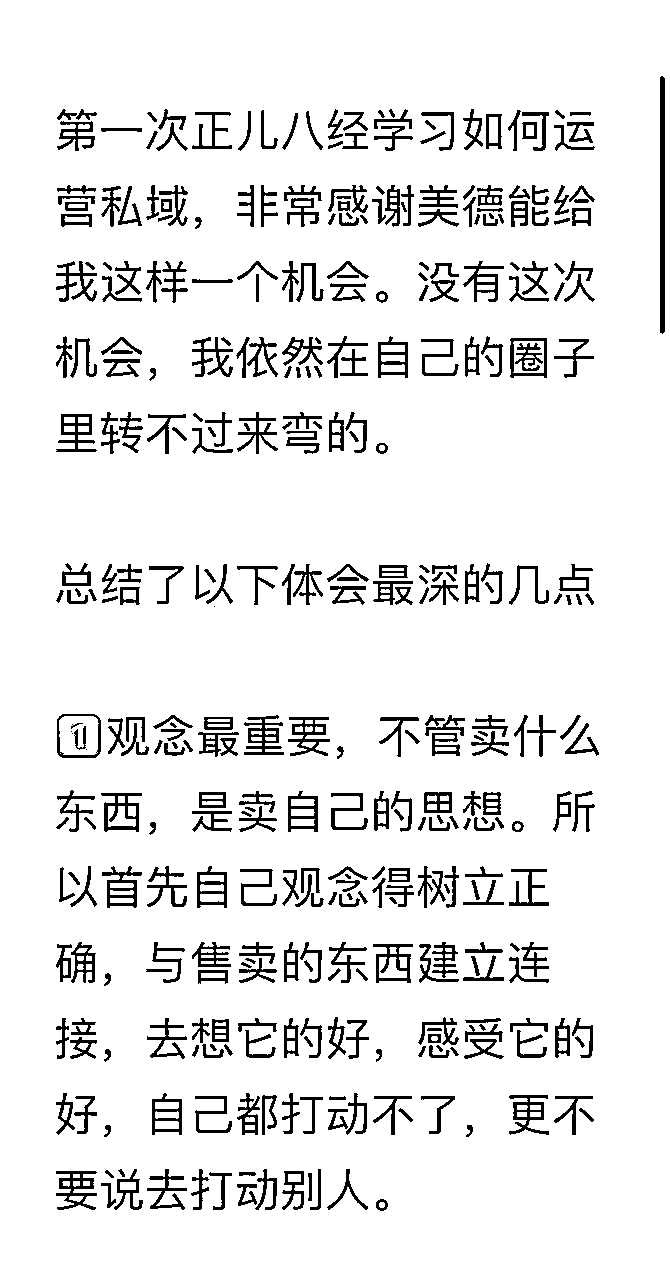 第一次正儿八经学习如何运
营私域，非常感谢美德能给
我这样一个机会。没有这次
机会，我依然在自己的圈子
里转不过来弯的。
总结了以下体会最深的几点
1️⃣观念最重要，不管卖什么
东西，是卖自己的思想。所
以首先自己观念得树立正
确，与售卖的东西建立连
接，去想它的好，感受它的
好，自己都打动不了，更不
要说去打动别人。